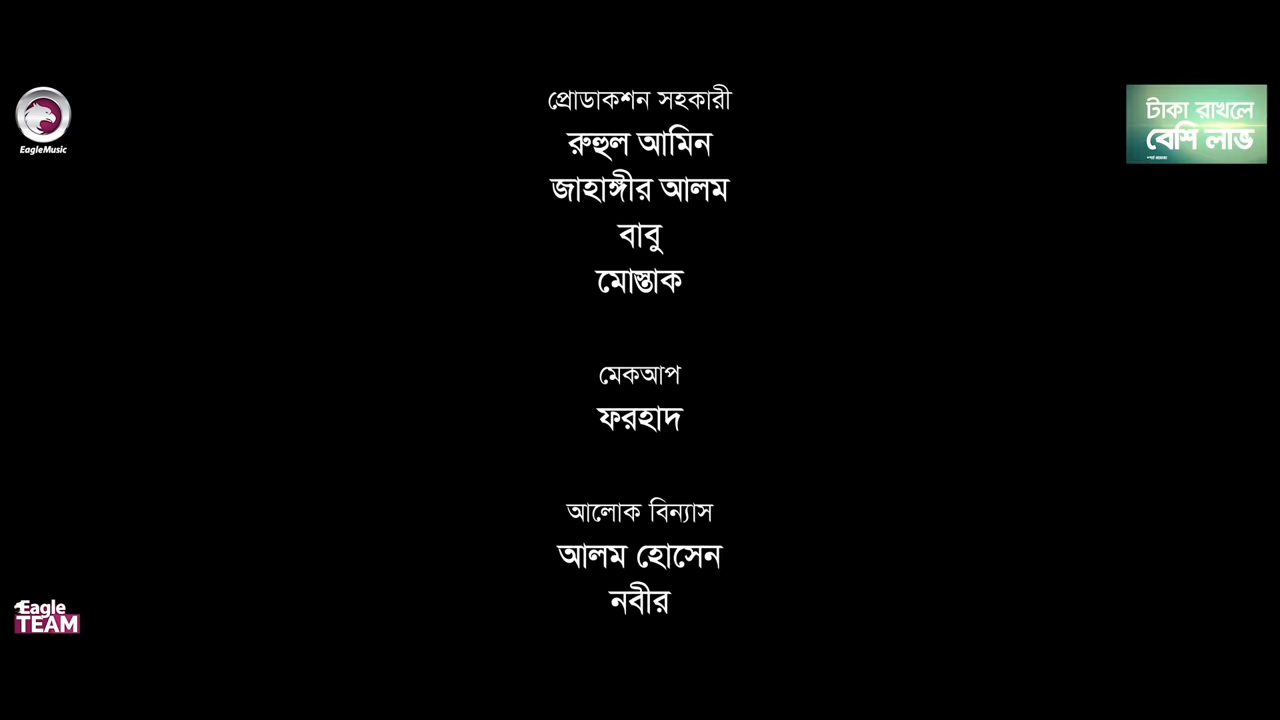 প্রোডাকশন সহকারী
রুহুল আমিন
জাহাঙ্গীর আলম
বাবু
মোস্তাক
মেকআপ
ফরহাদ
আলোক বিন্যাস
আলম হোসেন
নবীর
EagleMusic
টাকা রাখলে
বেশি লাভ
Eagle
TEAM